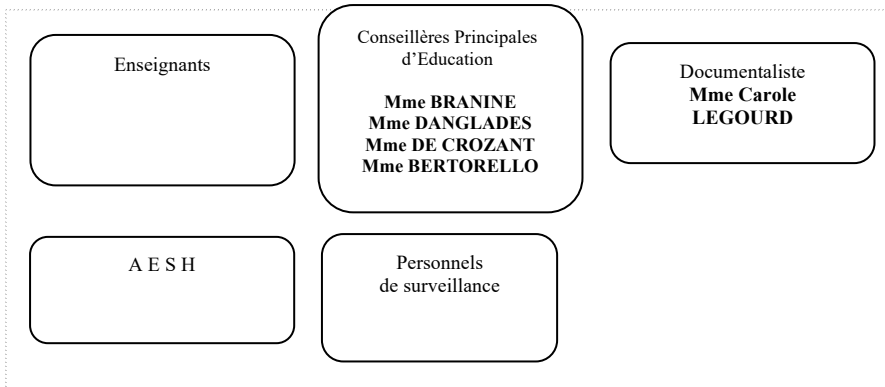 Enseignants
Conseillères Principales
d’Education
Mme BRANINE
Mme DANGLADES
Mme DE CROZANT
Mme BERTORELLO
Documentaliste
Mme Carole
LEGOURD
A E S H
Personnels
de surveillance